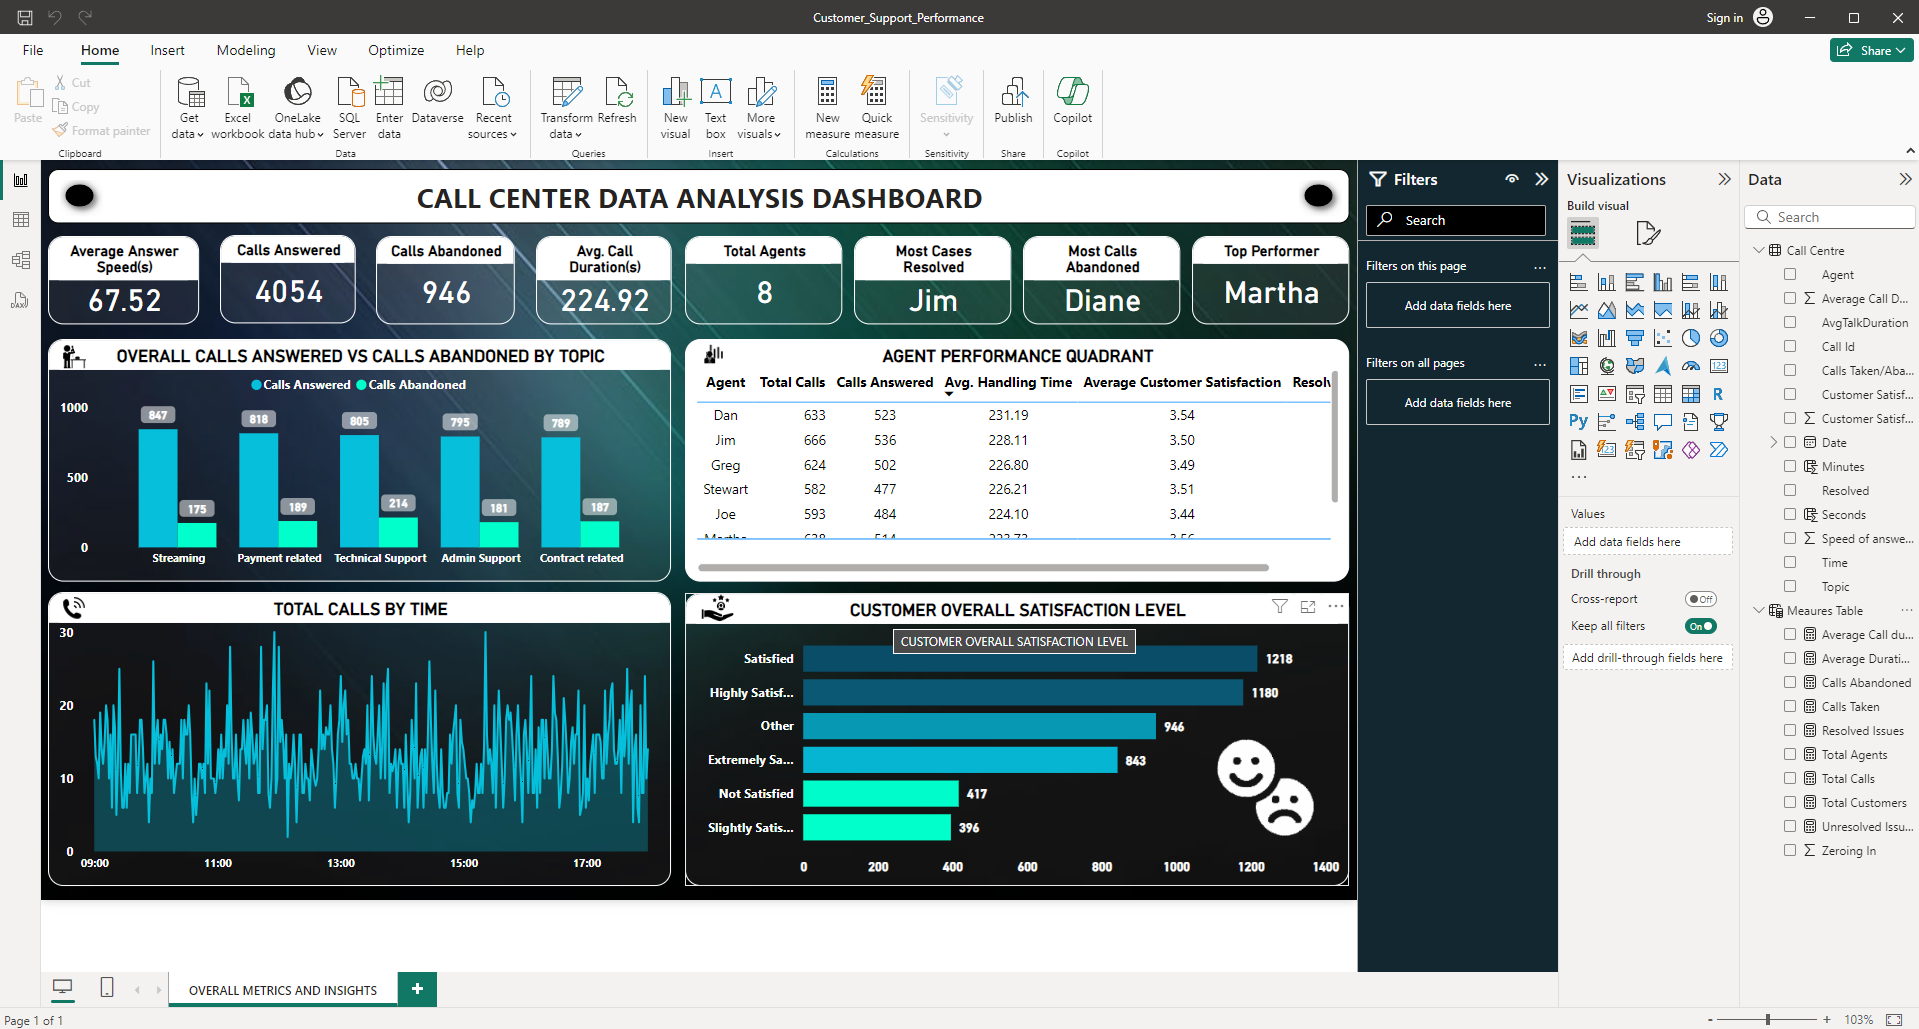 Customer_Support_Performance
Sign in
File Home Insert Modeling View Optimize Help
Share
Paste
Cut
Copy
Format painter
Clipboard
Get data
Excel workbook
OneLake data hub
SQL Server
Enter data
Dataverse
Recent sources
Data
Transform data
Refresh
Queries
New visual
Text box
More visuals
Insert
New measure
Quick measure
Calculations
Sensitivity
Sensitivity
Publish
Share
Copilot
Copilot
CALL CENTER DATA ANALYSIS DASHBOARD
Average Answer Speed(s)
67.52
Calls Answered
4054
Calls Abandoned
946
Avg. Call Duration(s)
224.92
Total Agents
8
Most Cases Resolved
Jim
Most Calls Abandoned
Diane
Top Performer
Martha
OVERALL CALLS ANSWERED VS CALLS ABANDONED BY TOPIC
Calls Answered Calls Abandoned
1000
500
0
847 818 805 795 789
175 189 214 181 187
Streaming Payment related Technical Support Admin Support Contract related
AGENT PERFORMANCE QUADRANT
Agent Total Calls Calls Answered Avg. Handling Time Average Customer Satisfaction Resolv
Dan 633 523 231.19 3.54
Jim 666 536 228.11 3.50
Greg 624 502 226.80 3.49
Stewart 582 477 226.21 3.51
Joe 593 484 224.10 3.44
Martha 638 514 223.73 3.56
TOTAL CALLS BY TIME
30
20
10
0
09:00 11:00 13:00 15:00 17:00
CUSTOMER OVERALL SATISFACTION LEVEL
CUSTOMER OVERALL SATISFACTION LEVEL
Satisfied 1218
Highly Satisf... 1180
Other 946
Extremely Sa... 843
Not Satisfied 417
Slightly Satis... 396
0 200 400 600 800 1000 1200 1400
Filters
Search
Filters on this page ...
Add data fields here
Filters on all pages ...
Add data fields here
Visualizations
Build visual
R
Py
...
Values
Add data fields here
Drill through
Cross-report Off
Keep all filters On
Add drill-through fields here
Data
Search
Call Centre
Agent
Average Call D...
AvgTalkDuration
Call Id
Calls Taken/Aba...
Customer Satisf...
Customer Satisf...
Date
Minutes
Resolved
Seconds
Speed of answe...
Time
Topic
Meaures Table ...
Average Call du...
Average Durati...
Calls Abandoned
Calls Taken
Resolved Issues
Total Agents
Total Calls
Total Customers
Unresolved Issu...
Zeroing In
OVERALL METRICS AND INSIGHTS
+
Page 1 of 1
- + 103%